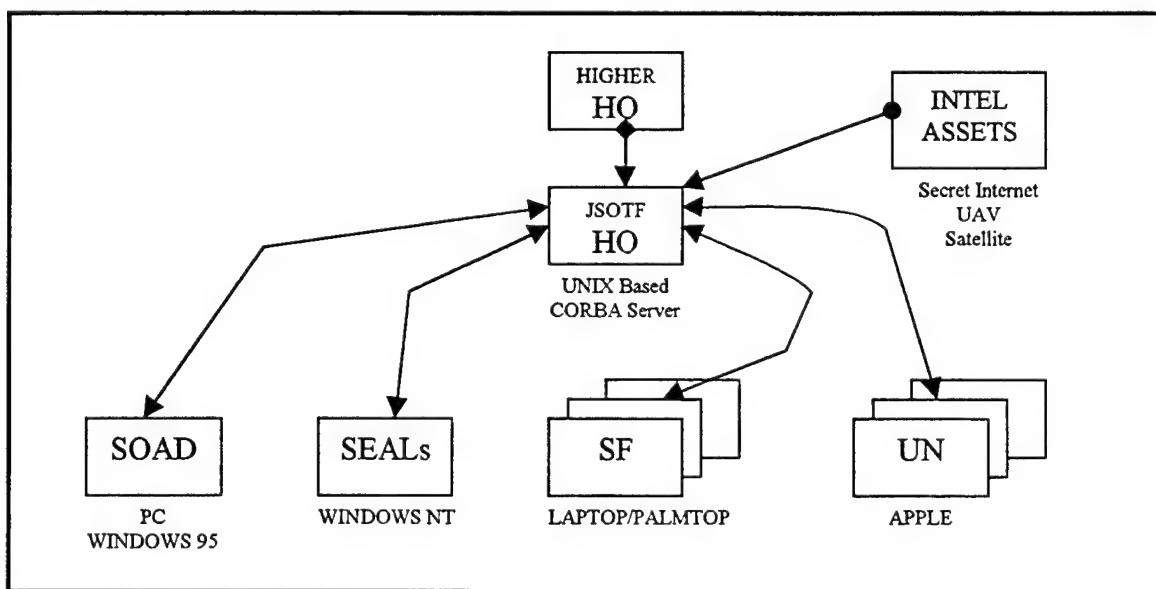 HIGHER
HQ
INTEL
ASSETS
Secret Internet
UAV
Satellite
JSOTF
HQ
UNIX Based
CORBA Server
SOAD
SEALs
SF
UN
PC
WINDOWS 95
WINDOWS NT
LAPTOP/PALMTOP
APPLE